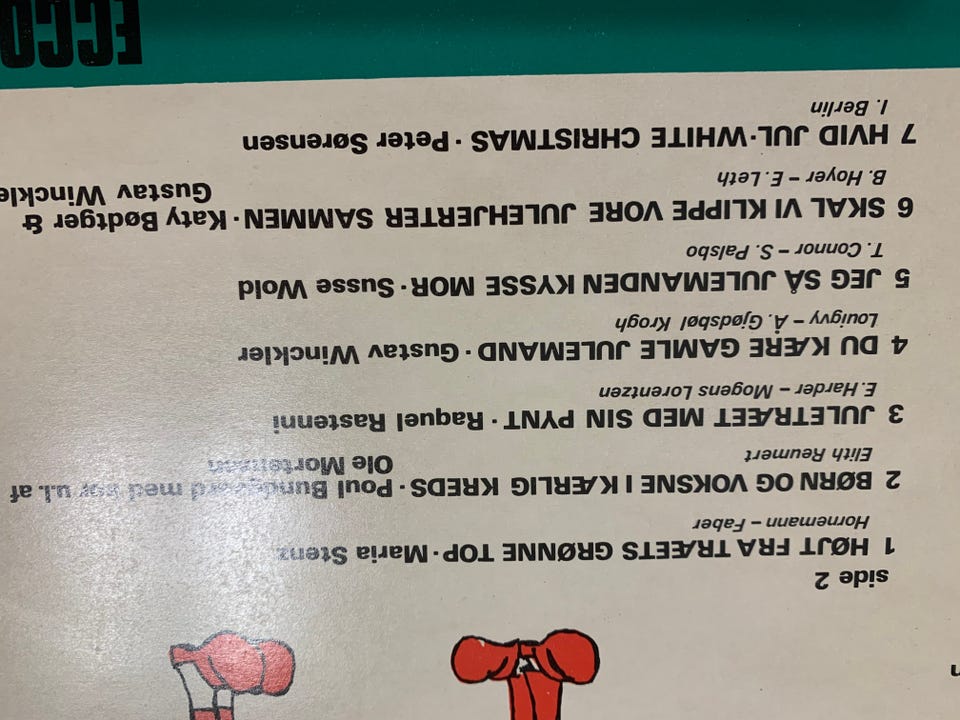 side 2
1 HØJT FRA TRÆETS GRØNNE TOP · Maria Stenz
Hornemann – Faber
2 BØRN OG VOKSNE I KÆRLIG KREDS · Poul Bundgaard med kor u.l. af
Ole Mortensen
Elith Reumert
3 JULETRÆET MED SIN PYNT · Raquel Rastenni
E. Harder – Mogens Lorentzen
4 DU KÆRE GAMLE JULEMAND · Gustav Winckler
Louigvy – Å. Gjødsbøl Krogh
5 JEG SÅ JULEMANDEN KYSSE MOR · Susse Wold
T. Connor – S. Palsbo
6 SKAL VI KLIPPE VORE JULEHJERTER SAMMEN · Katy Bødtger &
Gustav Winckle
B. Hoyer – E. Leth
7 HVID JUL · WHITE CHRISTMAS · Peter Sørensen
I. Berlin